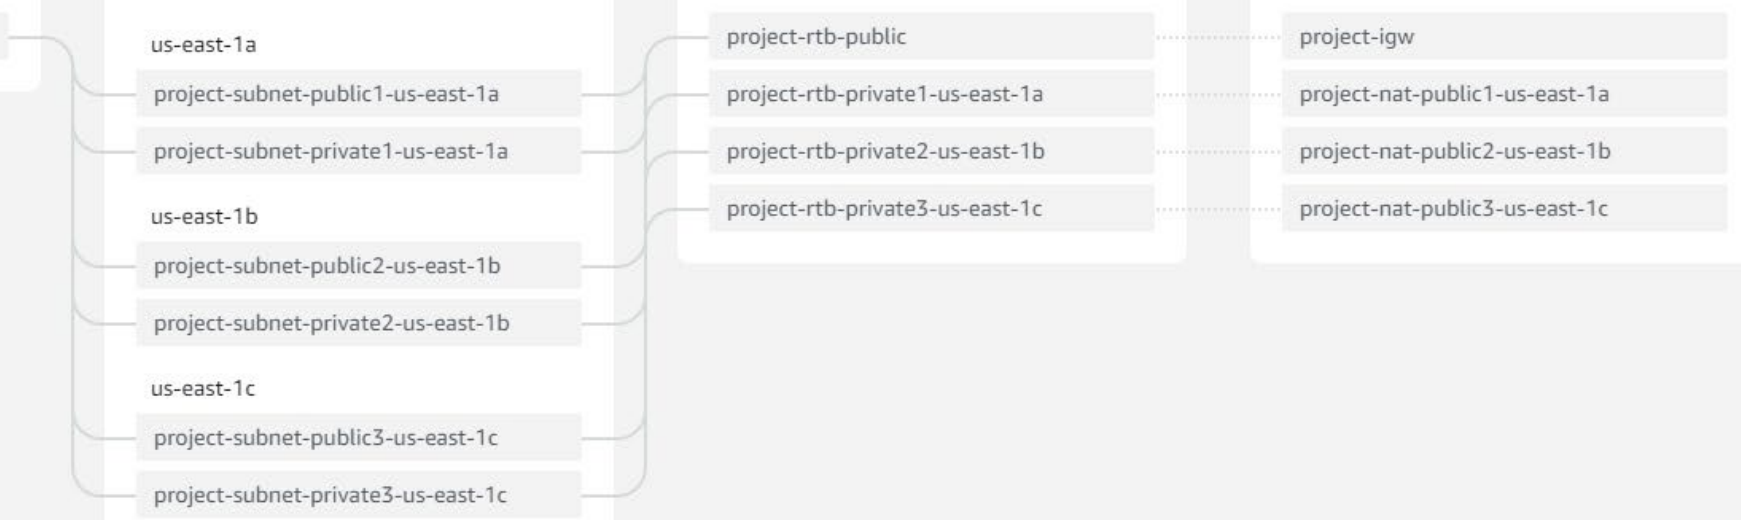 us-east-1a
project-subnet-public1-us-east-1a
project-subnet-private1-us-east-1a
us-east-1b
project-subnet-public2-us-east-1b
project-subnet-private2-us-east-1b
us-east-1c
project-subnet-public3-us-east-1c
project-subnet-private3-us-east-1c
project-rtb-public
project-rtb-private1-us-east-1a
project-rtb-private2-us-east-1b
project-rtb-private3-us-east-1c
project-igw
project-nat-public1-us-east-1a
project-nat-public2-us-east-1b
project-nat-public3-us-east-1c